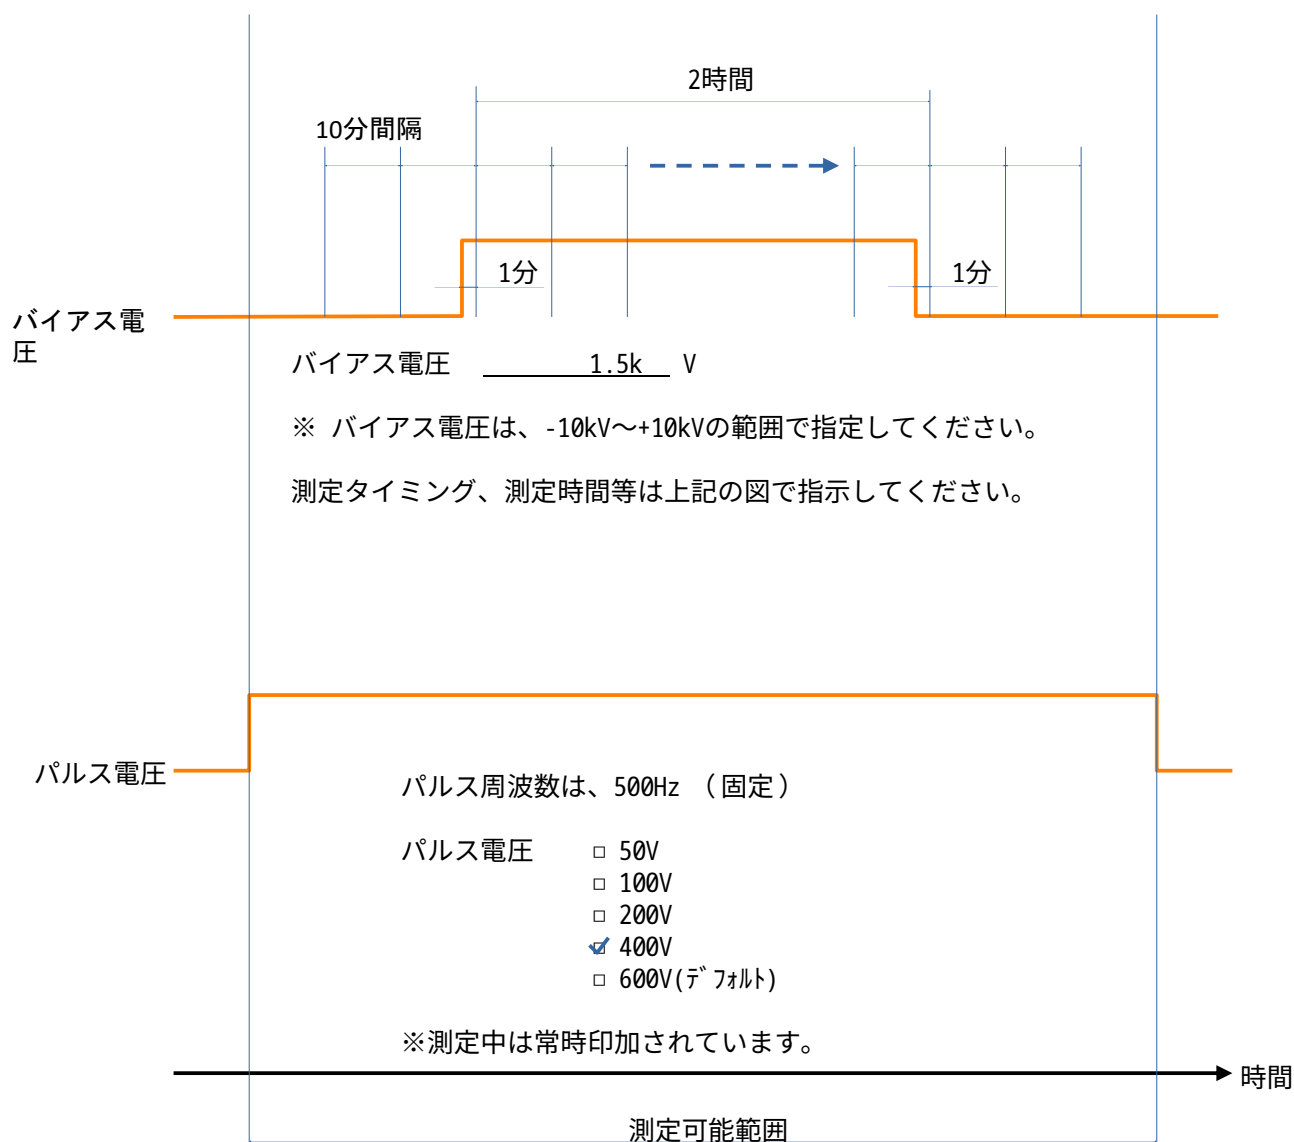 2時間
10分間隔
1分
1分
バイアス電
圧
バイアス電圧 1.5k V
※ バイアス電圧は、-10kV～+10kVの範囲で指定してください。
測定タイミング、測定時間等は上記の図で指示してください。
パルス電圧
パルス周波数は、500Hz （固定）
パルス電圧 □ 50V
□ 100V
□ 200V
☑ 400V
□ 600V(ﾃﾞﾌｫﾙﾄ)
※測定中は常時印加されています。
時間
測定可能範囲